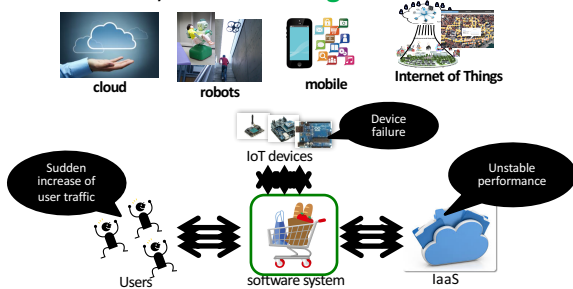 cloud
robots
mobile
Internet of Things
Device
failure
IoT devices
Sudden
increase of
user traffic
Unstable
performance
Users
software system
IaaS